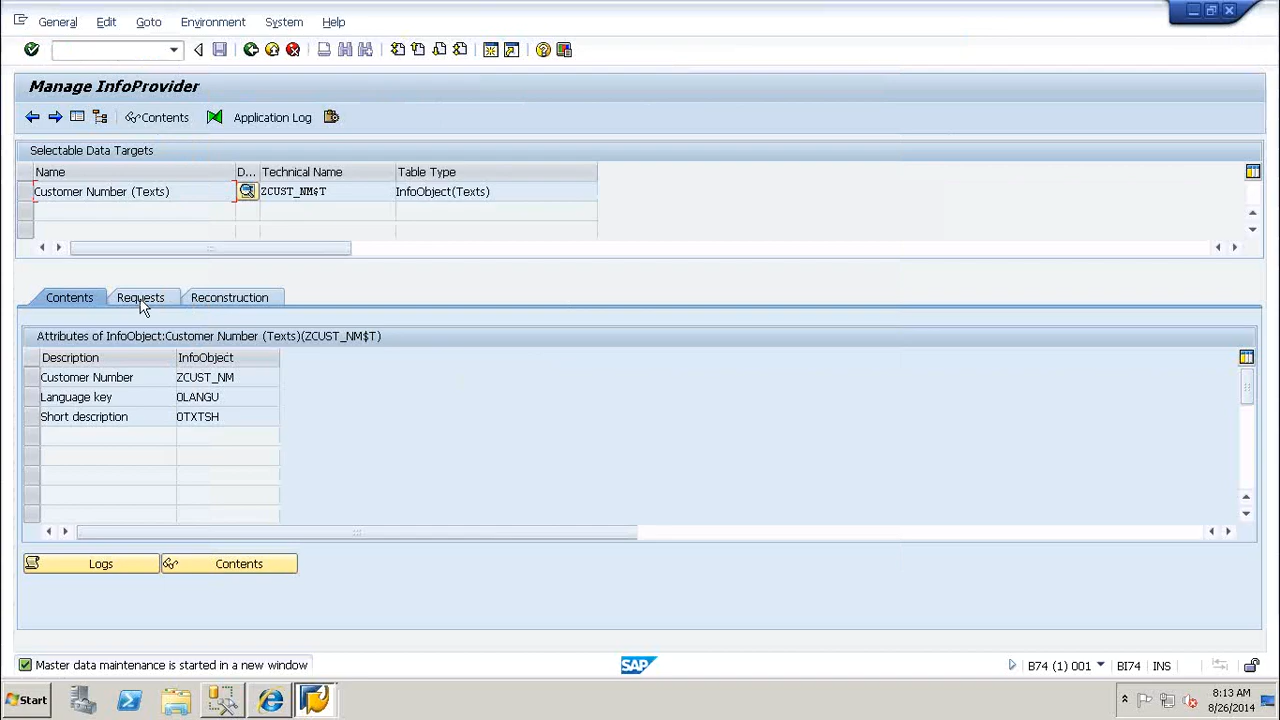 General Edit Goto Environment System Help
Manage InfoProvider
Contents Application Log
Selectable Data Targets
Name D... Technical Name Table Type
Customer Number (Texts) ZCUST_NM$T InfoObject(Texts)
Contents Requests Reconstruction
Attributes of InfoObject:Customer Number (Texts)(ZCUST_NM$T)
Description InfoObject
Customer Number ZCUST_NM
Language key 0LANGU
Short description 0TXTSH
Logs Contents
Master data maintenance is started in a new window SAP B74 (1) 001 BI74 INS
Start 8:13 AM
8/26/2014